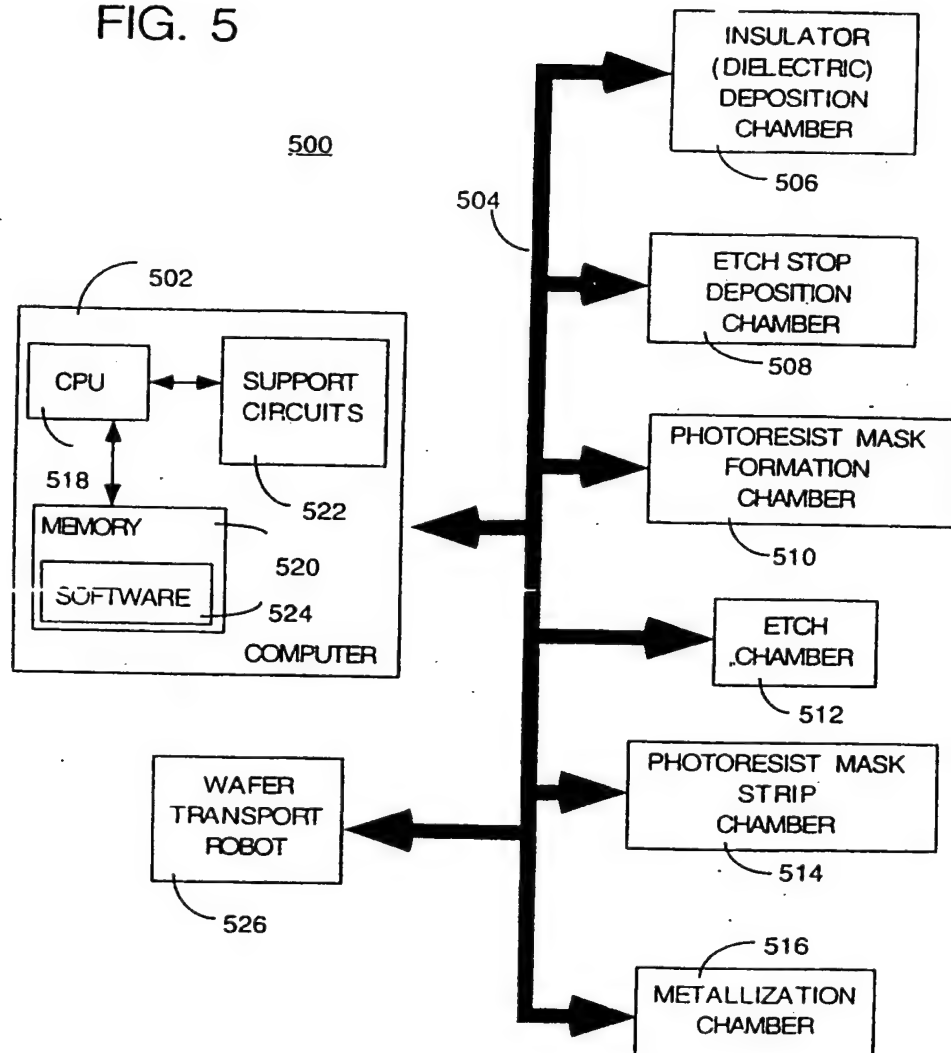 FIG. 5
500
INSULATOR
(DIELECTRIC)
DEPOSITION
CHAMBER
506
504
ETCH STOP
DEPOSITION
CHAMBER
508
502
CPU
518
SUPPORT
CIRCUITS
522
MEMORY
520
SOFTWARE
524
COMPUTER
PHOTORESIST MASK
FORMATION
CHAMBER
510
ETCH
CHAMBER
512
WAFER
TRANSPORT
ROBOT
526
PHOTORESIST MASK
STRIP
CHAMBER
514
516
METALLIZATION
CHAMBER